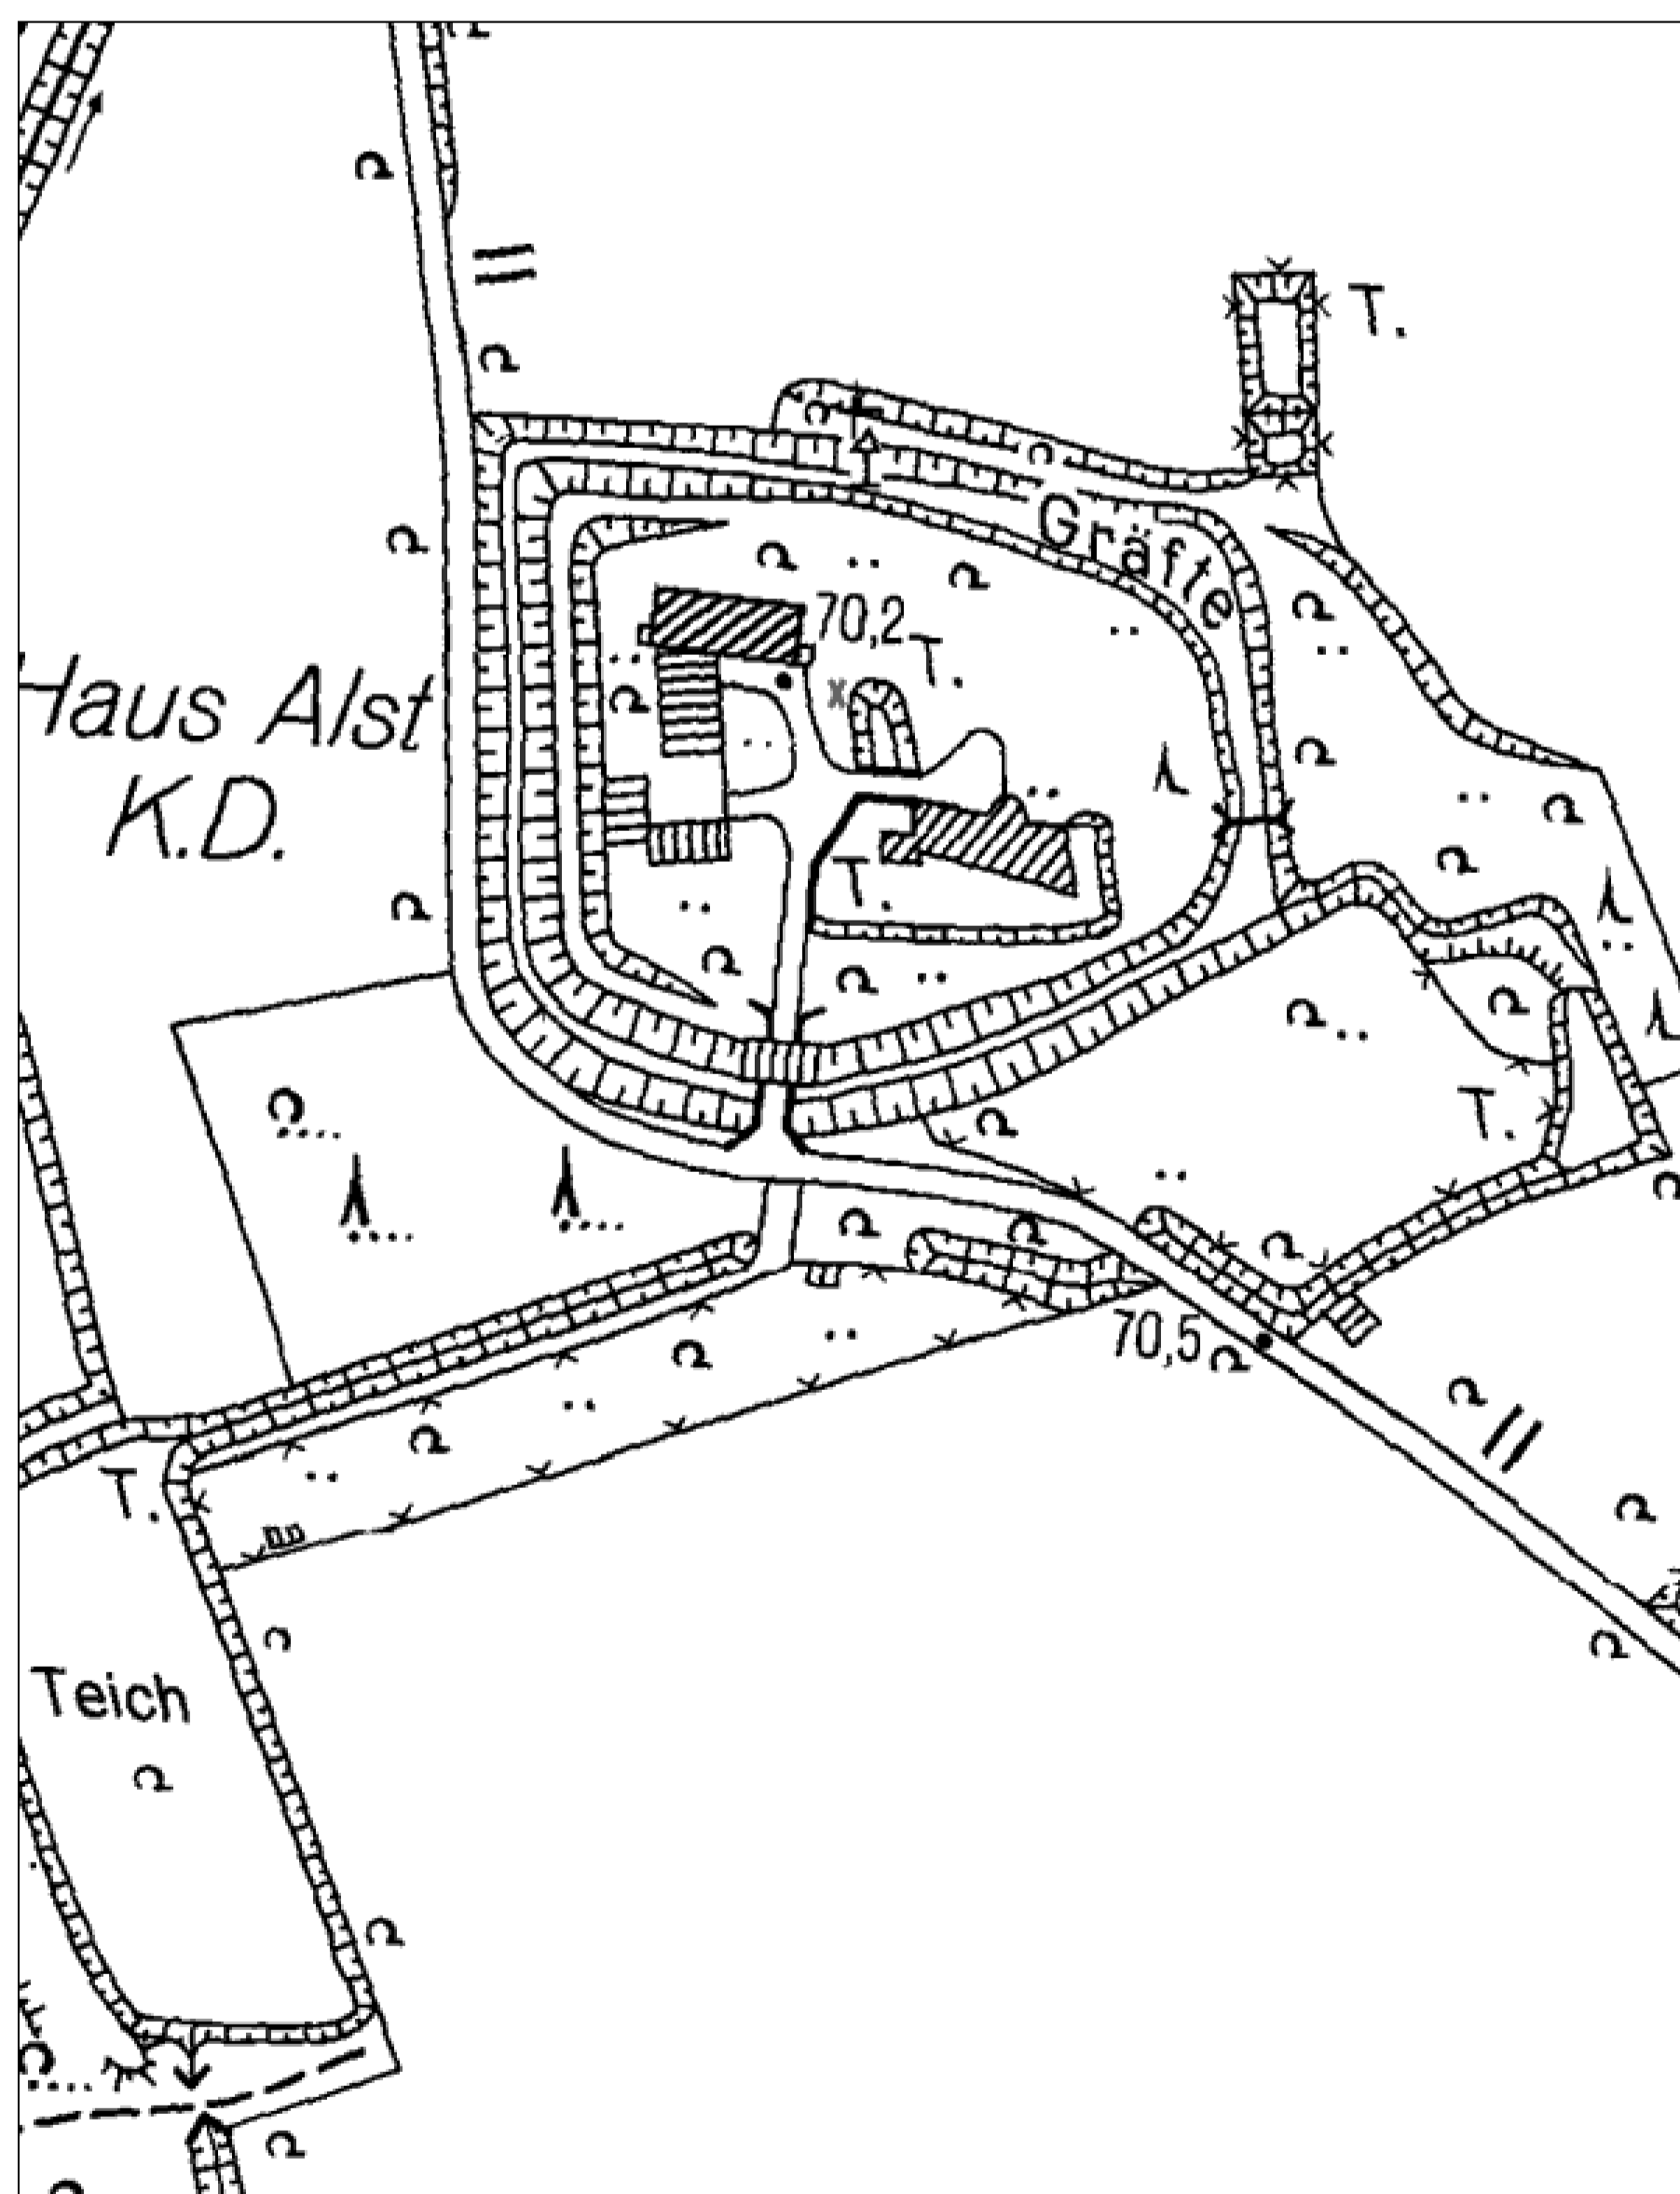 T.
Gräfte
70,2
T.
x
Haus Alst
K.D.
T.
T.
70,5
T.
Teich